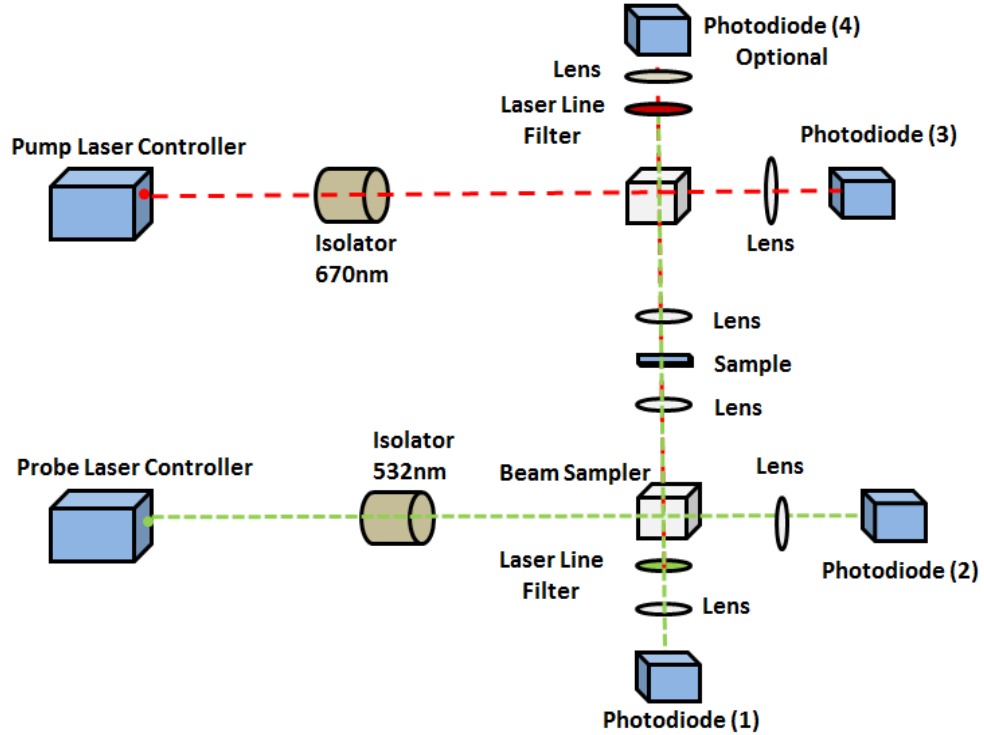 Photodiode (4)
Optional
Lens
Laser Line
Filter
Photodiode (3)
Pump Laser Controller
Isolator
670nm
Lens
Lens
Sample
Lens
Isolator
532nm
Probe Laser Controller
Beam Sampler
Lens
Laser Line
Filter
Photodiode (2)
Lens
Photodiode (1)